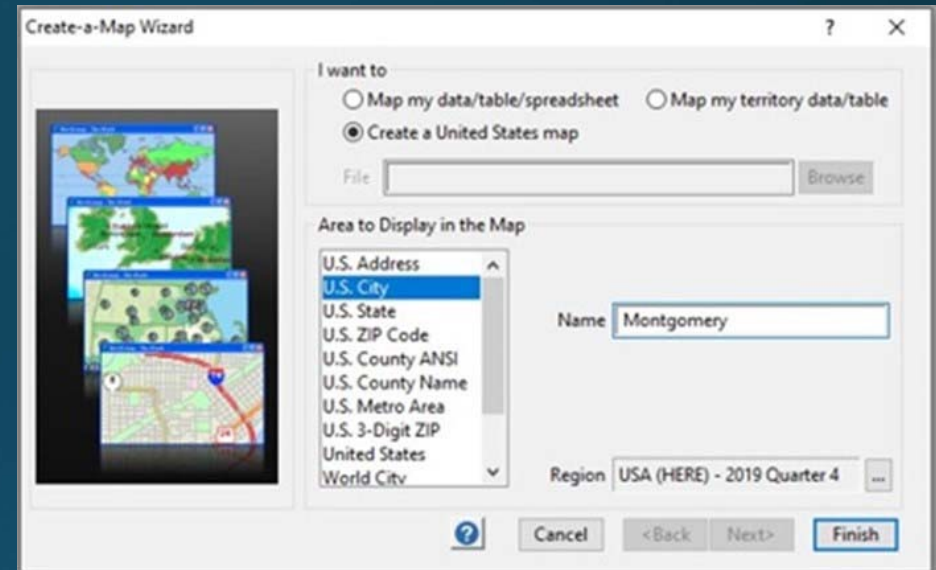 Create-a-Map Wizard ? ×
I want to
Map my data/table/spreadsheet Map my territory data/table
Create a United States map
File Browse
Area to Display in the Map
U.S. Address
U.S. City
U.S. State
Name Montgomery
U.S. ZIP Code
U.S. County ANSI
U.S. County Name
U.S. Metro Area
U.S. 3-Digit ZIP
United States
World City
Region USA (HERE) - 2019 Quarter 4 ...
? Cancel <Back Next> Finish